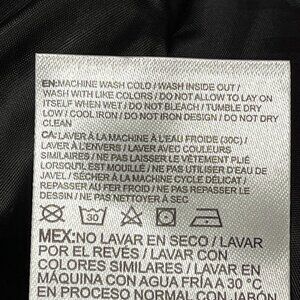 EN:MACHINE WASH COLD / WASH INSIDE OUT /
WASH WITH LIKE COLORS / DO NOT ALLOW TO LAY ON
ITSELF WHEN WET / DO NOT BLEACH / TUMBLE DRY
LOW / COOL IRON / DO NOT IRON DESIGN / DO NOT DRY
CLEAN
CA:LAVER À LA MACHINE À L'EAU FROIDE (30C) / LAVER
AVEC COULEURS À L'ENVERS / LAVER AVEC COULEURS
SIMILAIRES / NE PAS LAISSER LE VÊTEMENT PLIÉ
LORSQU'IL EST MOUILLÉ / NE PAS UTILISER D'EAU DE
JAVEL / SÉCHER À LA MACHINE CYCLE DÉLICAT /
REPASSER AU FER DOUX / NE PAS REPASSER LE
DESSIN / NE PAS NETTOYER À SEC
30
MEX:NO LAVAR EN SECO / LAVAR
POR EL REVÉS / LAVAR CON
COLORES SIMILARES / LAVAR EN
MÁQUINA CON AGUA FRÍA A 30 °C
EN PROCESO NORMAL CON JABÓN